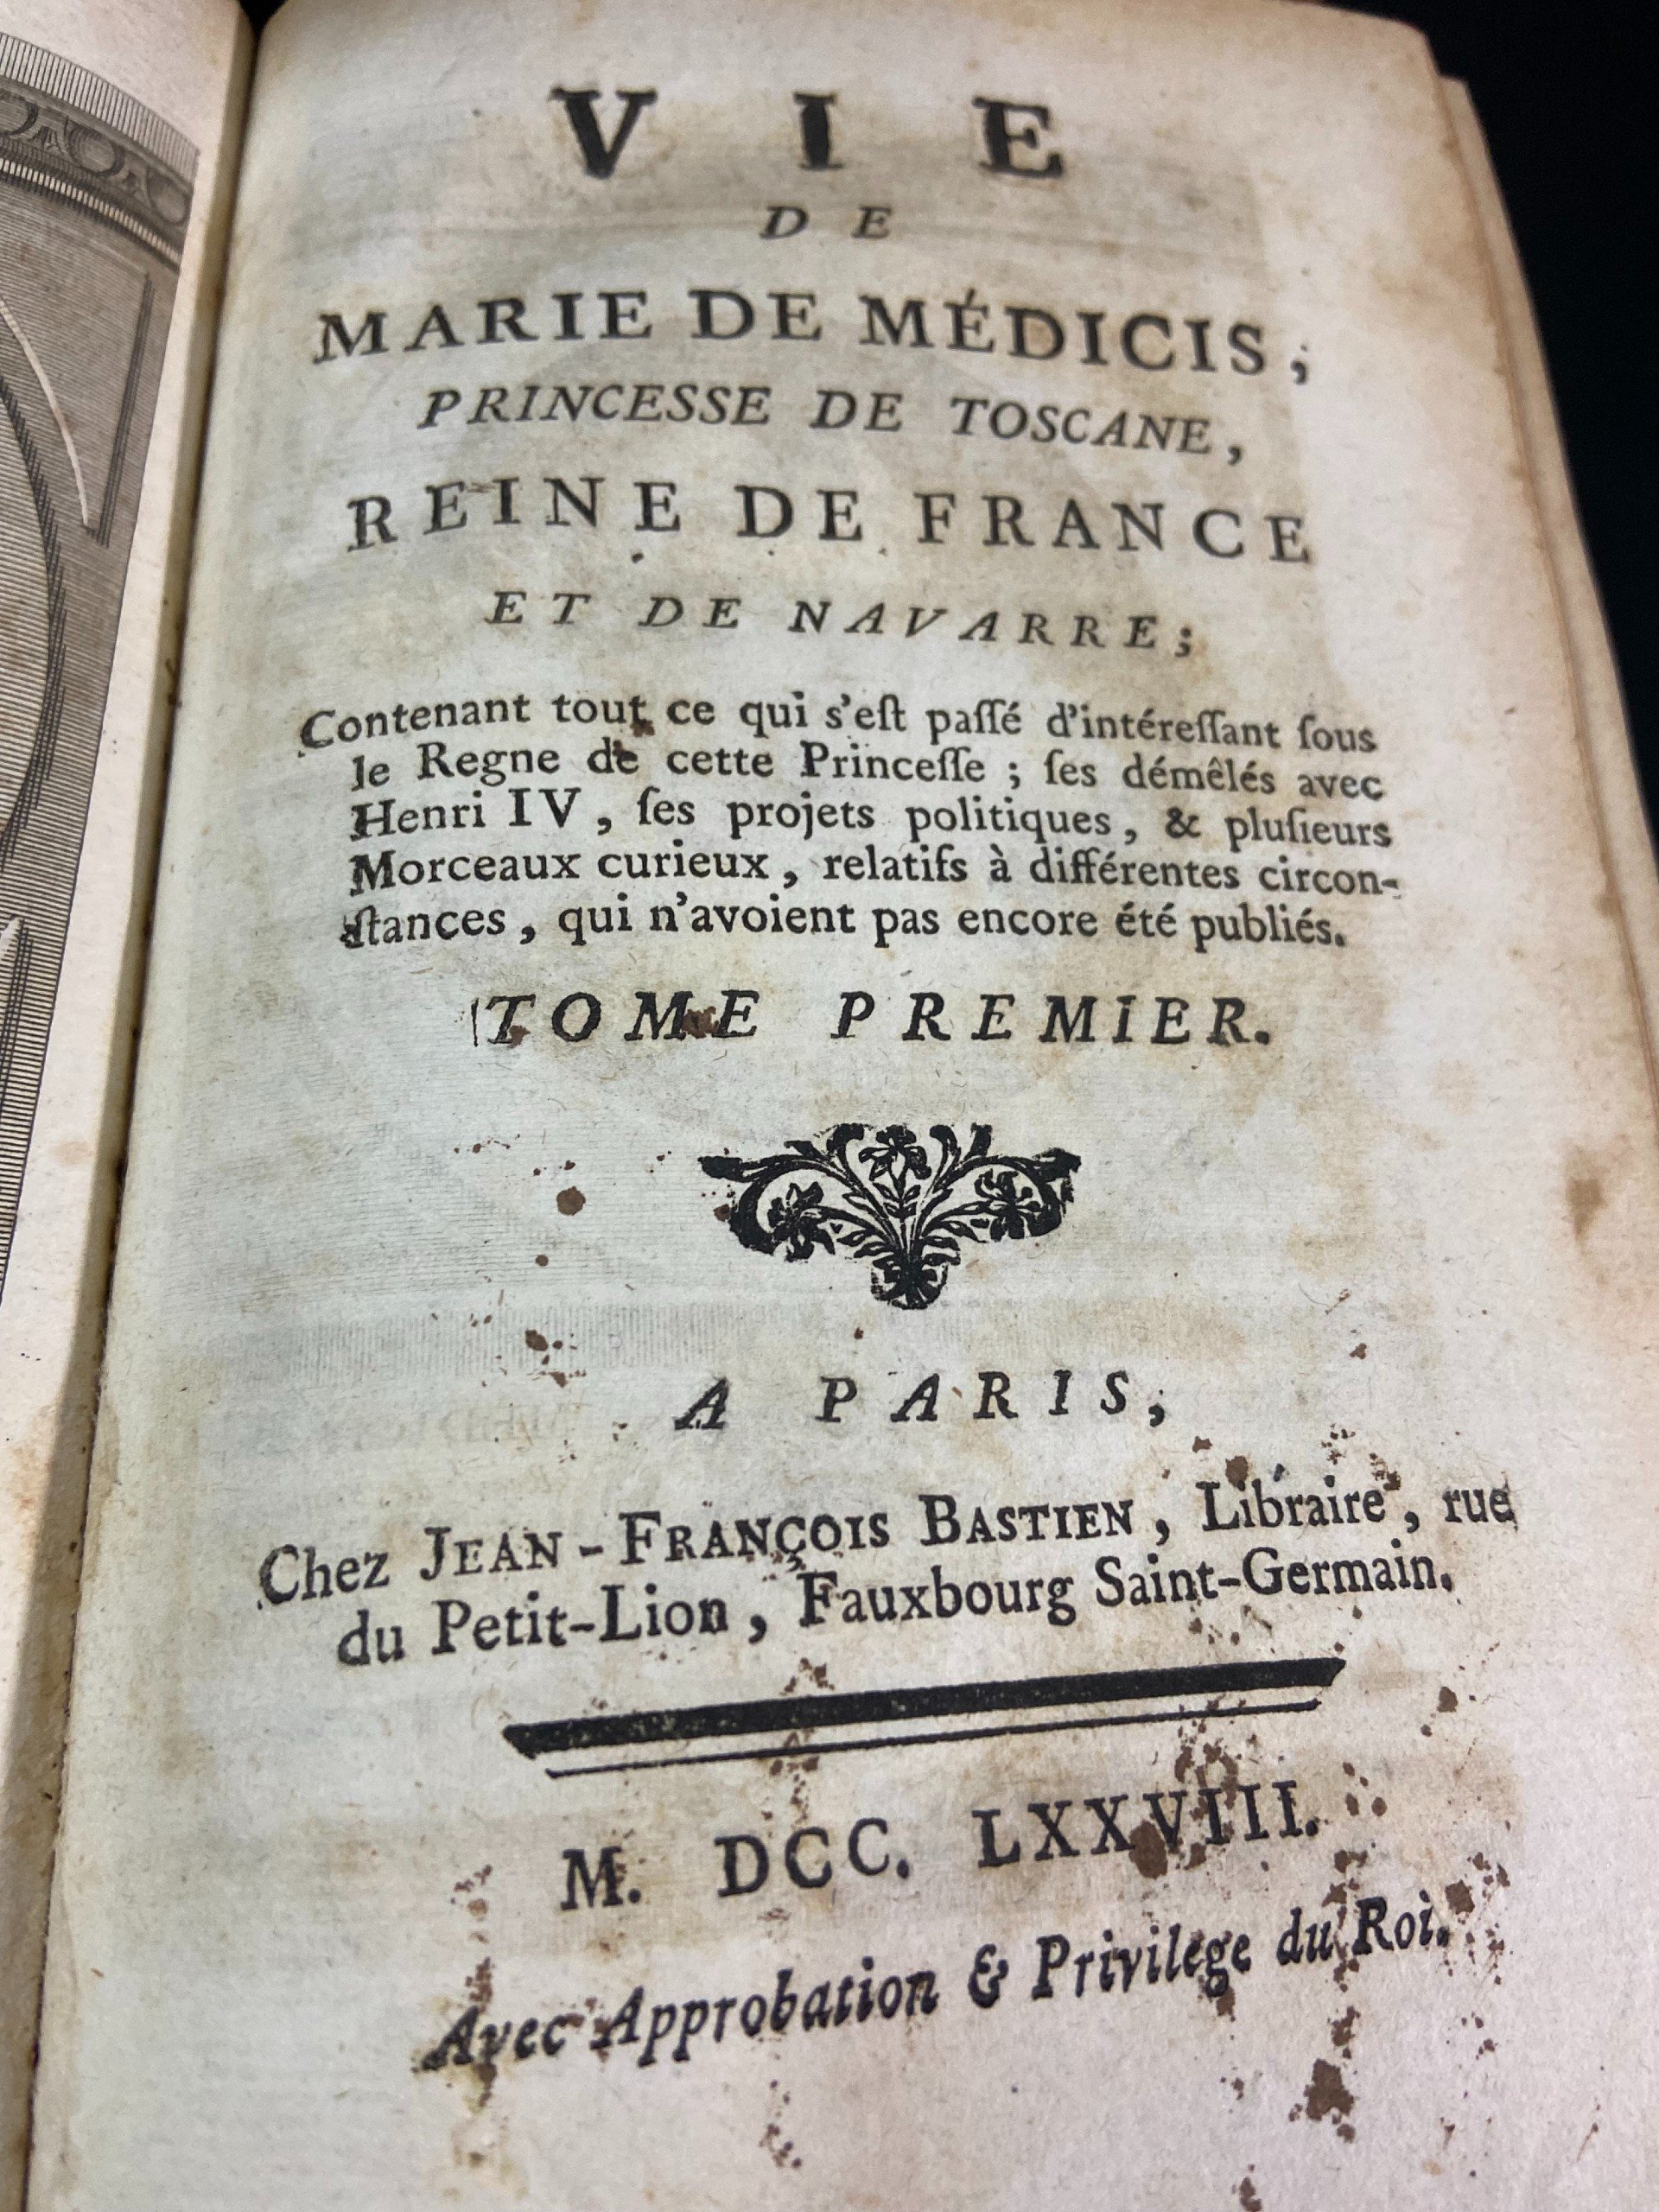 VIE
DE
MARIE DE MÉDICIS,
PRINCESSE DE TOSCANE,
REINE DE FRANCE
ET DE NAVARRE;
Contenant tout ce qui s'eſt paſſé d'intéreſſant ſous
le Regne de cette Princeſſe ; ſes démêlés avec
Henri IV, ſes projets politiques, & pluſieurs
Morceaux curieux, relatifs à différentes circon-
ſtances, qui n'avoient pas encore été publiés.
TOME PREMIER.
A PARIS,
Chez JEAN-FRANÇOIS BASTIEN, Libraire, rue
du Petit-Lion, Fauxbourg Saint-Germain.
M. DCC. LXXVIII.
Avec Approbation & Privilege du Roi.